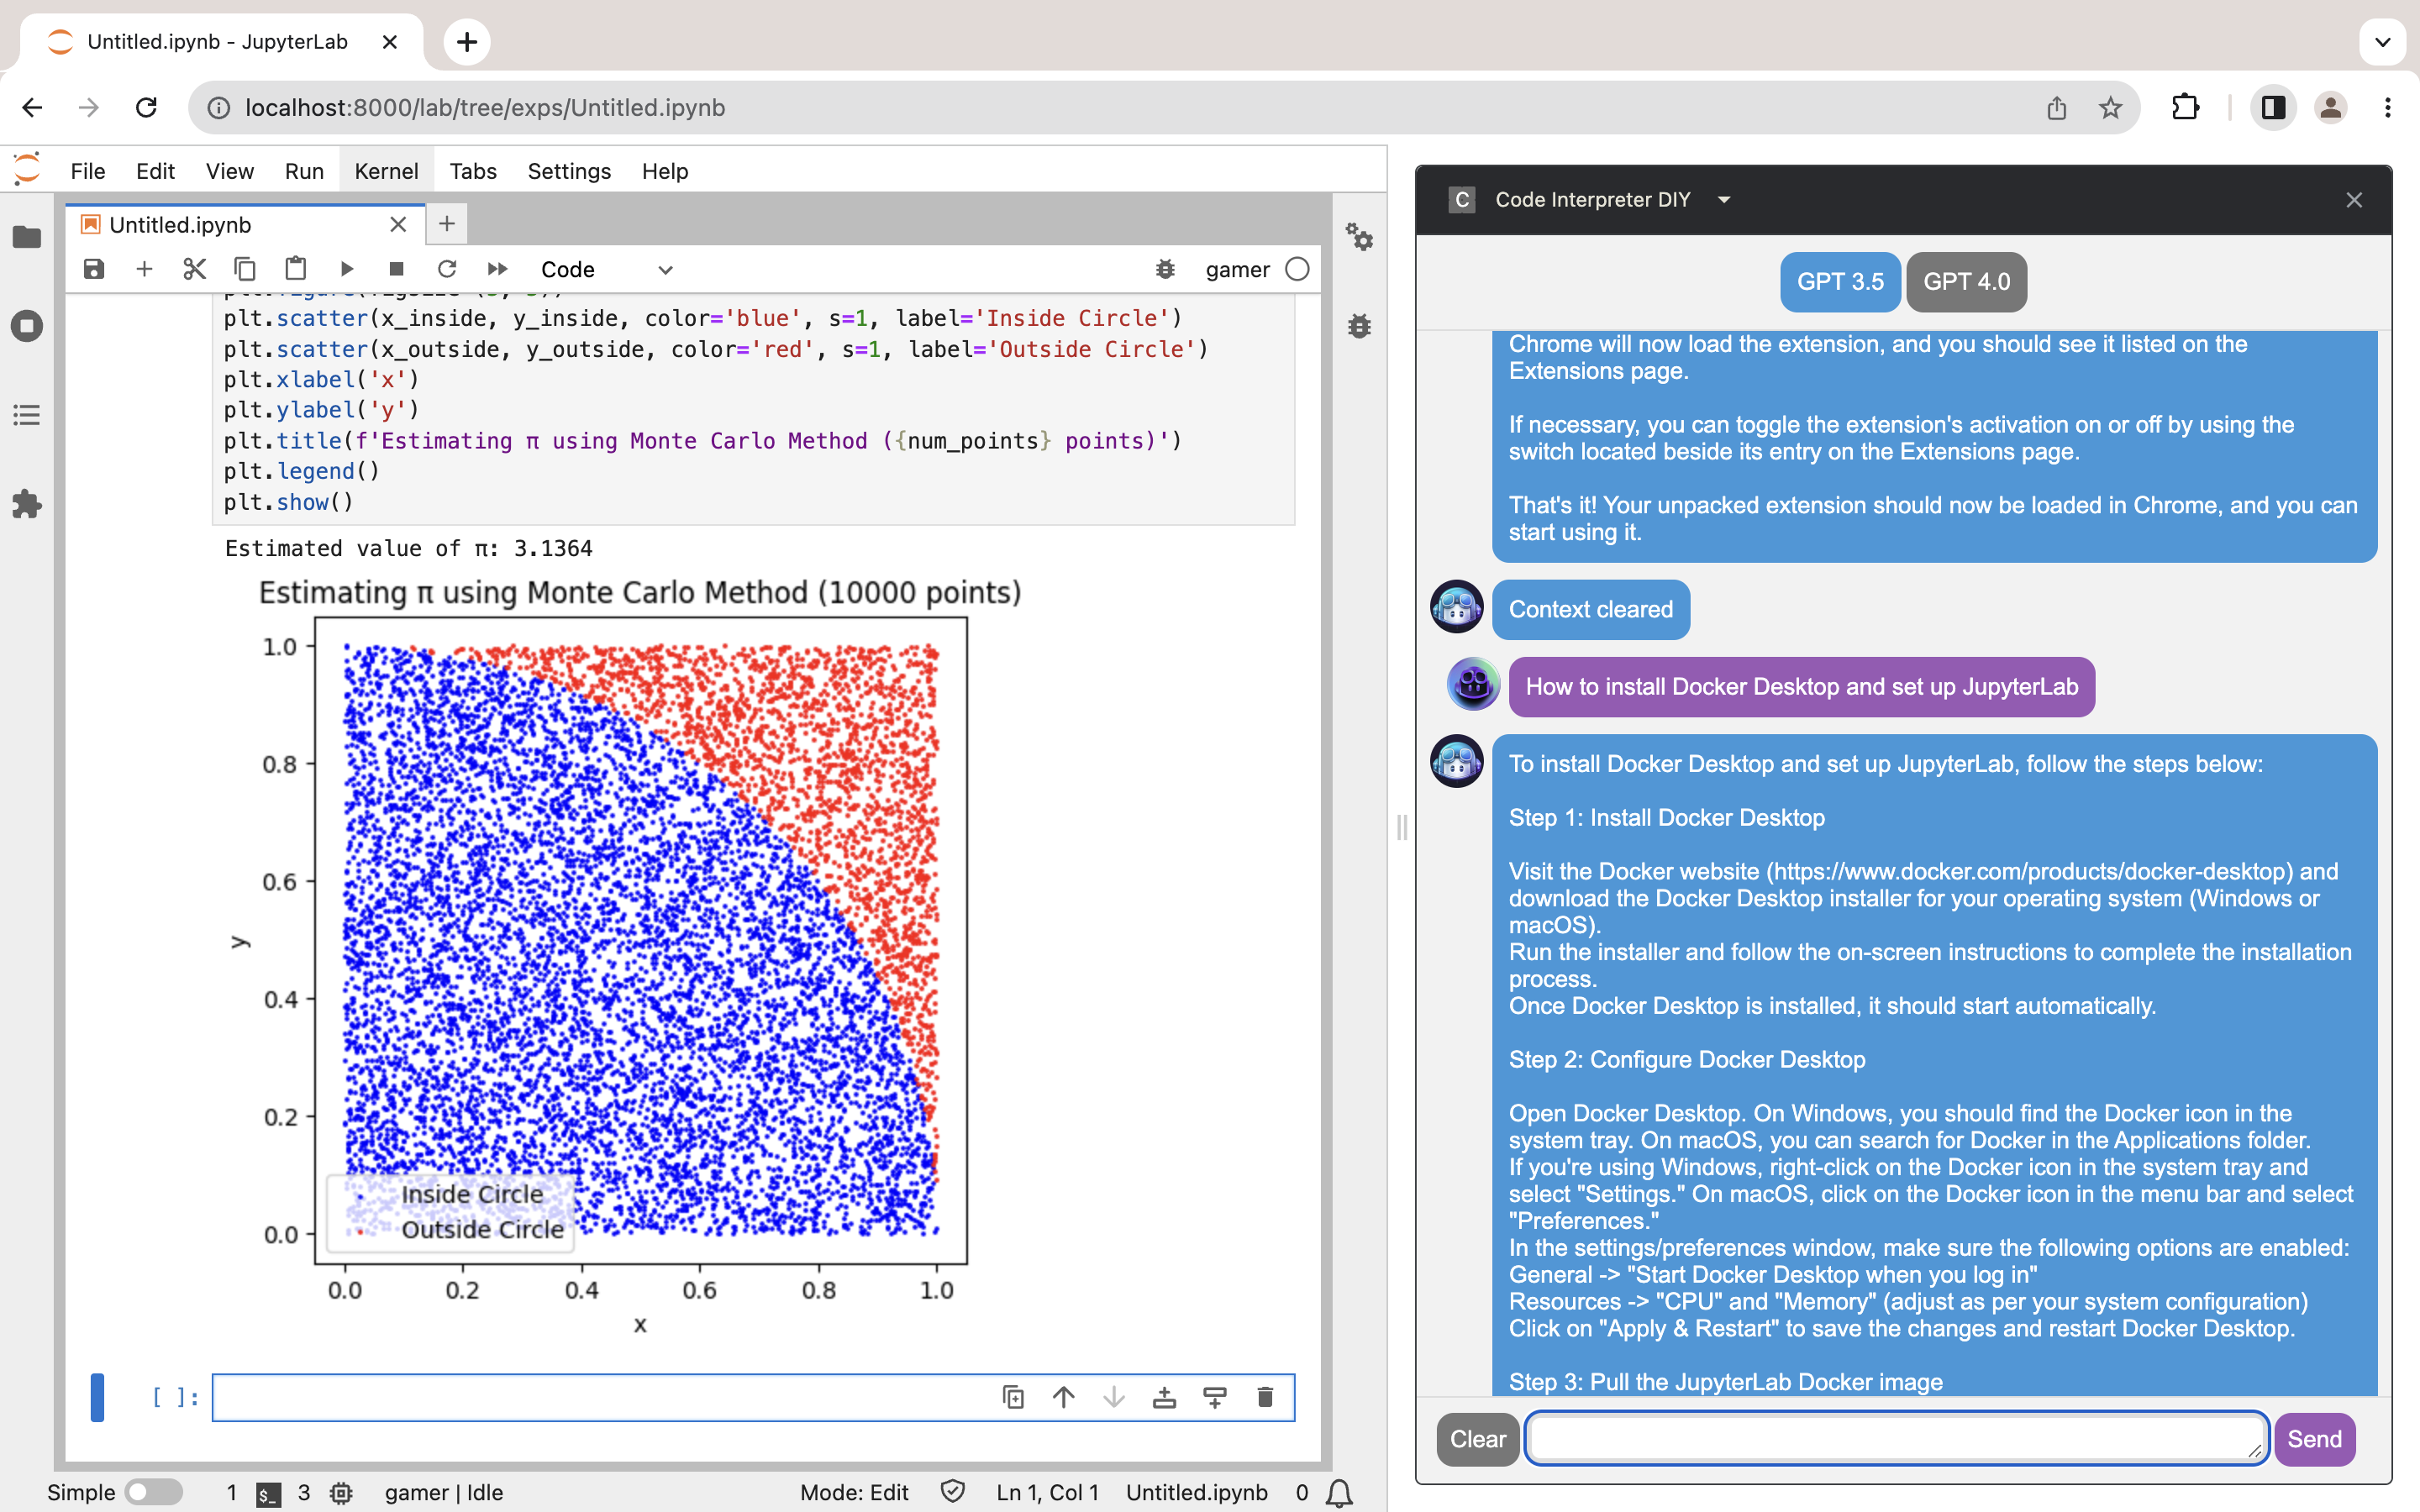 Untitled.ipynb - JupyterLab
localhost:8000/lab/tree/exps/Untitled.ipynb
File Edit View Run Kernel Tabs Settings Help
Untitled.ipynb
Code
gamer
plt.scatter(x_inside, y_inside, color='blue', s=1, label='Inside Circle')
plt.scatter(x_outside, y_outside, color='red', s=1, label='Outside Circle')
plt.xlabel('x')
plt.ylabel('y')
plt.title(f'Estimating π using Monte Carlo Method ({num_points} points)')
plt.legend()
plt.show()
Estimated value of π: 3.1364
Estimating π using Monte Carlo Method (10000 points)
1.0
0.8
0.6
0.4
0.2
0.0
y
Inside Circle
Outside Circle
0.0 0.2 0.4 0.6 0.8 1.0
x
[ ]:
Simple 1 $_ 3 gamer | Idle Mode: Edit Ln 1, Col 1 Untitled.ipynb 0
C Code Interpreter DIY
GPT 3.5 GPT 4.0
Chrome will now load the extension, and you should see it listed on the
Extensions page.
If necessary, you can toggle the extension's activation on or off by using the
switch located beside its entry on the Extensions page.
That's it! Your unpacked extension should now be loaded in Chrome, and you can
start using it.
Context cleared
How to install Docker Desktop and set up JupyterLab
To install Docker Desktop and set up JupyterLab, follow the steps below:
Step 1: Install Docker Desktop
Visit the Docker website (https://www.docker.com/products/docker-desktop) and
download the Docker Desktop installer for your operating system (Windows or
macOS).
Run the installer and follow the on-screen instructions to complete the installation
process.
Once Docker Desktop is installed, it should start automatically.
Step 2: Configure Docker Desktop
Open Docker Desktop. On Windows, you should find the Docker icon in the
system tray. On macOS, you can search for Docker in the Applications folder.
If you're using Windows, right-click on the Docker icon in the system tray and
select "Settings." On macOS, click on the Docker icon in the menu bar and select
"Preferences."
In the settings/preferences window, make sure the following options are enabled:
General -> "Start Docker Desktop when you log in"
Resources -> "CPU" and "Memory" (adjust as per your system configuration)
Click on "Apply & Restart" to save the changes and restart Docker Desktop.
Step 3: Pull the JupyterLab Docker image
Clear
Send